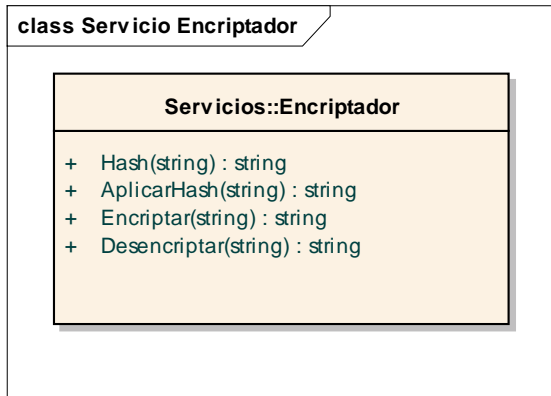 class Servicio Encriptador
Servicios::Encriptador
+ Hash(string) : string
+ AplicarHash(string) : string
+ Encriptar(string) : string
+ Desencriptar(string) : string